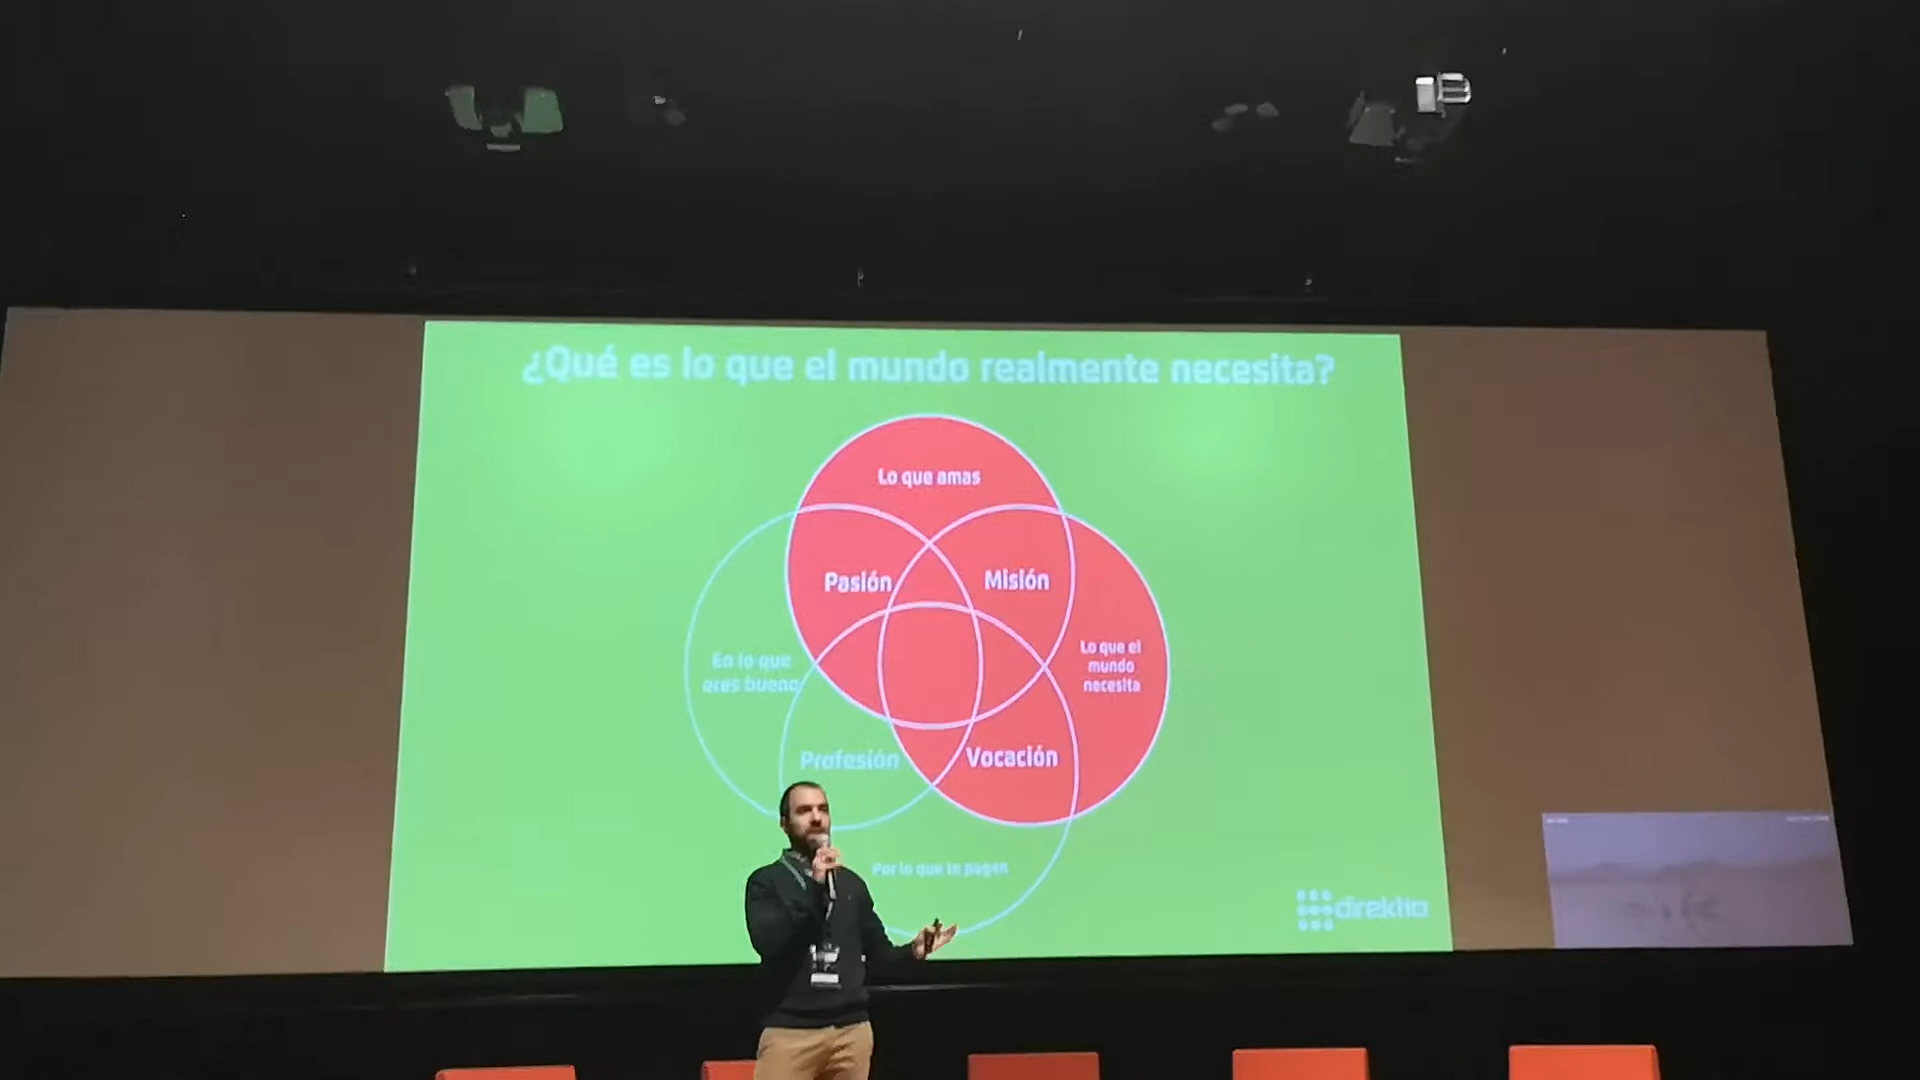 ¿Qué es lo que el mundo realmente necesita?
Lo que amas
Pasión
Misión
En lo que
eres bueno
Lo que el
mundo
necesita
Profesión
Vocación
Por lo que te pagan
direktio